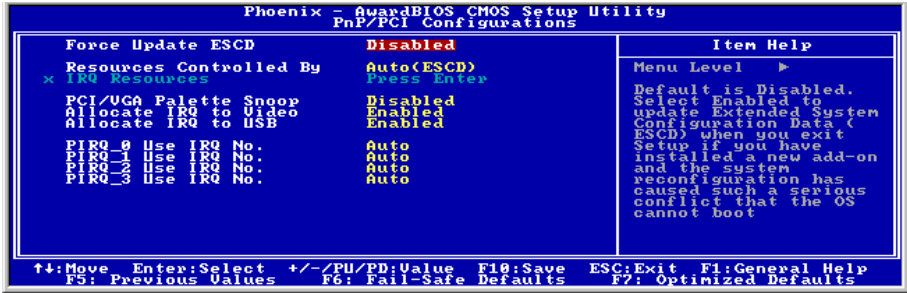 Phoenix - AwardBIOS CMOS Setup Utility
PnP/PCI Configurations
Force Update ESCD Disabled
Resources Controlled By Auto(ESCD)
x IRQ Resources Press Enter
PCI/VGA Palette Snoop Disabled
Allocate IRQ to Video Enabled
Allocate IRQ to USB Enabled
PIRQ_0 Use IRQ No. Auto
PIRQ_1 Use IRQ No. Auto
PIRQ_2 Use IRQ No. Auto
PIRQ_3 Use IRQ No. Auto
Item Help
Menu Level ►
Default is Disabled.
Select Enabled to
update Extended System
Configuration Data (
ESCD) when you exit
Setup if you have
installed a new add-on
and the system
reconfiguration has
caused such a serious
conflict that the OS
cannot boot
↑↓:Move Enter:Select +/-/PU/PD:Value F10:Save ESC:Exit F1:General Help
F5: Previous Values F6: Fail-Safe Defaults F7: Optimized Defaults